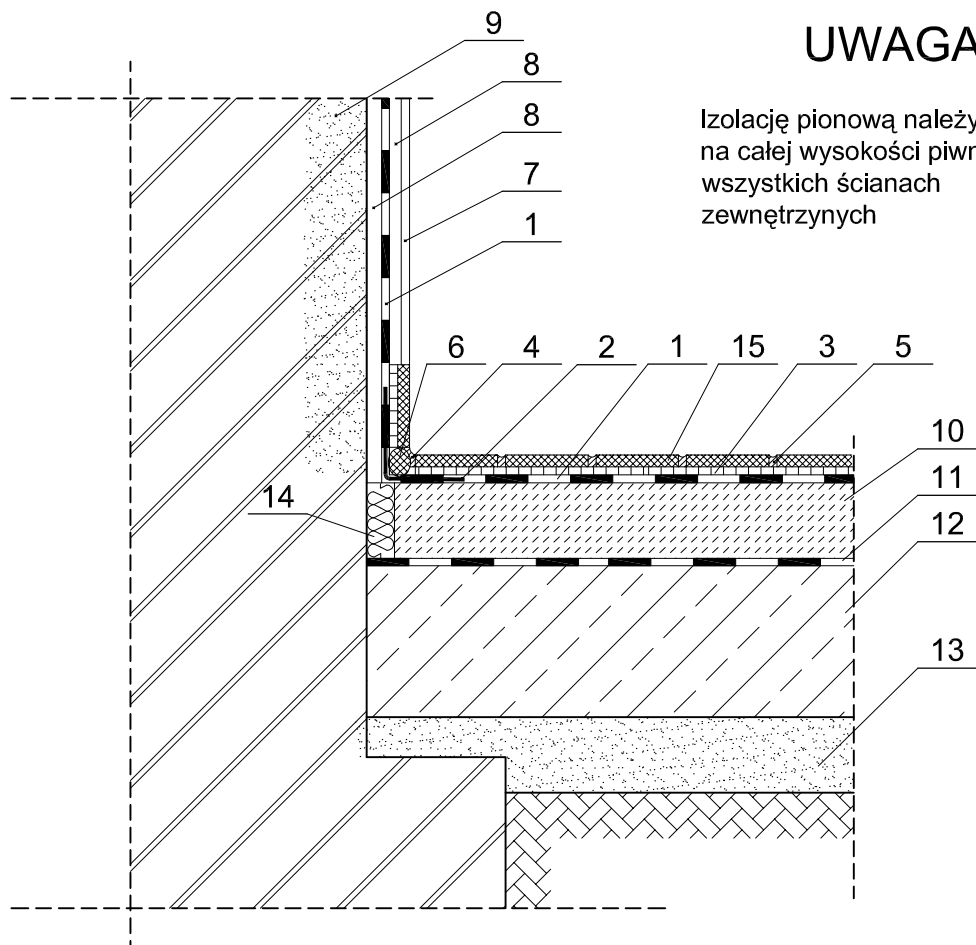 9
UWAGA
8
Izolację pionową należy
8
na całej wysokości piwn
7
wszystkich ścianach
1
zewnętrzynych
6 4 2 1 15 3 5
10
11
14
12
13